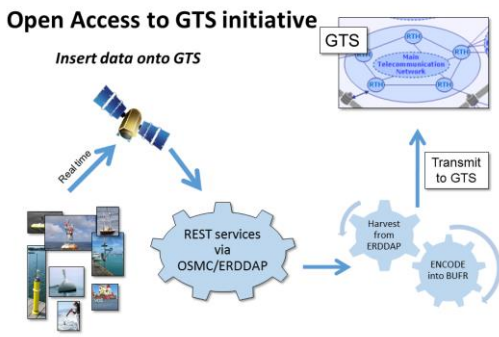 Open Access to GTS initiative
Insert data onto GTS
GTS
RTH
RTH
RTH
RTH
RTH
Main
Telecommunication
Network
Real time
Transmit
to GTS
REST services
via
OSMC/ERDDAP
Harvest
from
ERDDAP
ENCODE
into BUFR